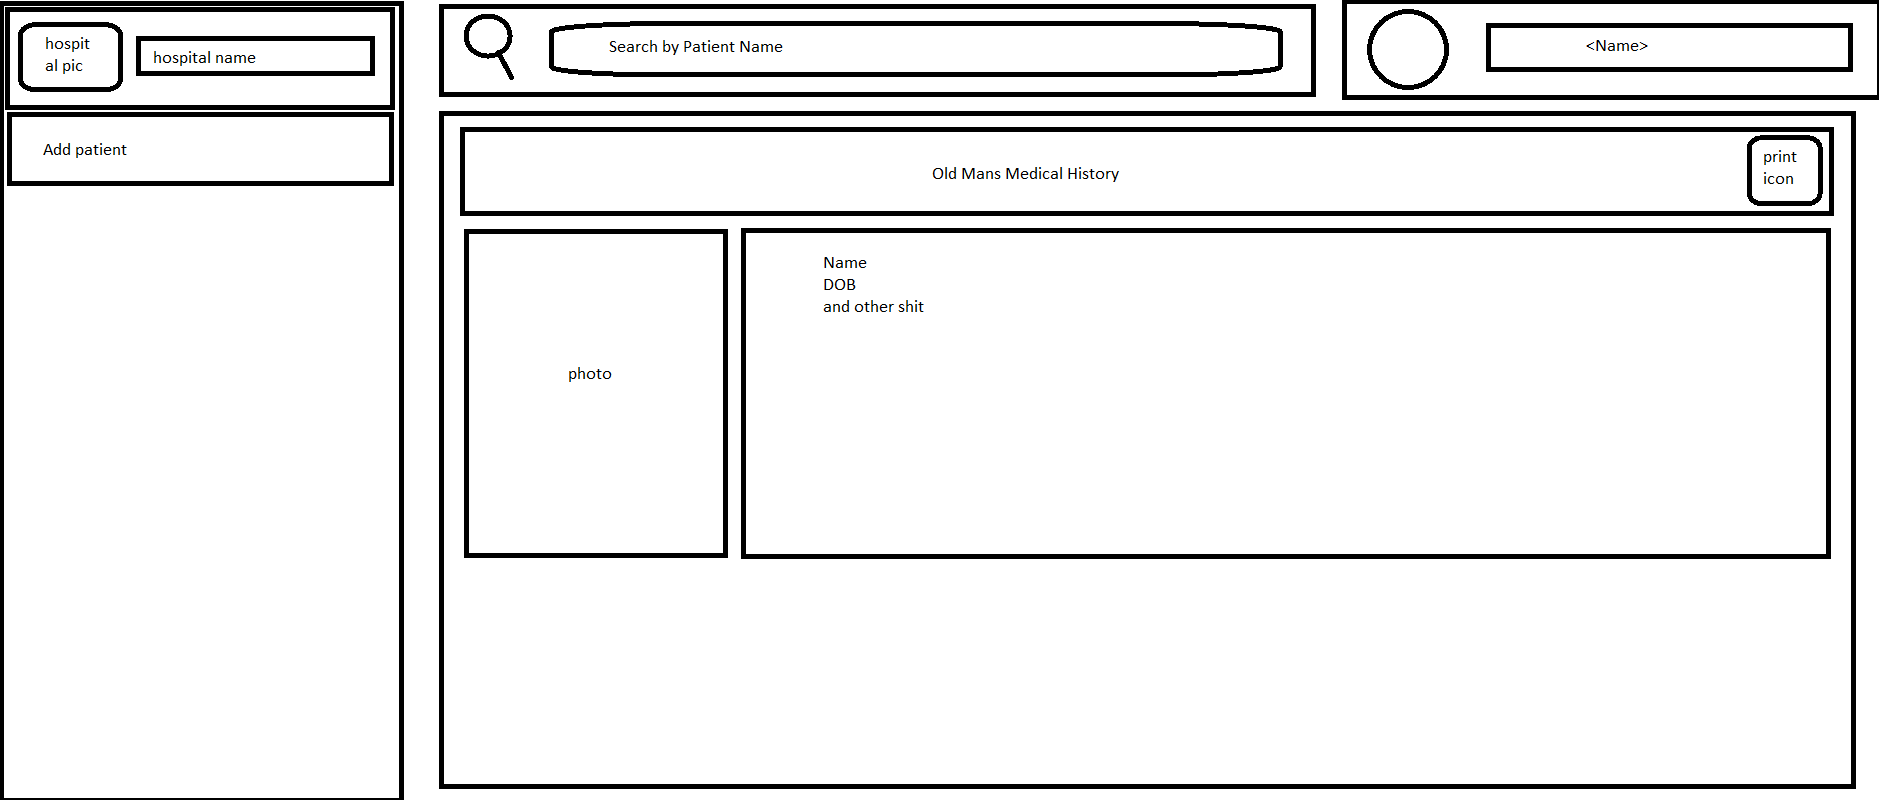 hospit
al pic
hospital name
Add patient
Search by Patient Name
<Name>
Old Mans Medical History
print
icon
photo
Name
DOB
and other shit